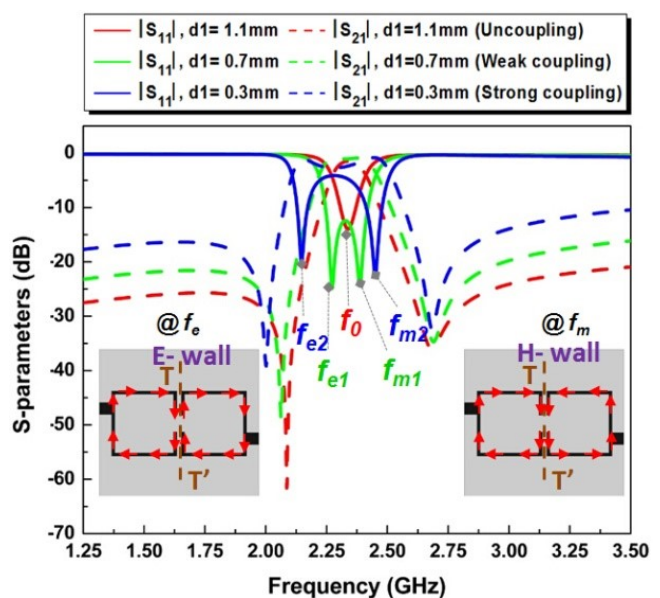 |S11|, d1= 1.1mm |S21|, d1=1.1mm (Uncoupling)
|S11|, d1= 0.7mm |S21|, d1=0.7mm (Weak coupling)
|S11|, d1= 0.3mm |S21|, d1=0.3mm (Strong coupling)
0
-10
-20
-30
-40
-50
-60
-70
S-parameters (dB)
fe2
f0
fm2
fe1
fm1
@ fe
E- wall
T
T’
@ fm
H- wall
T
T’
1.25 1.50 1.75 2.00 2.25 2.50 2.75 3.00 3.25 3.50
Frequency (GHz)